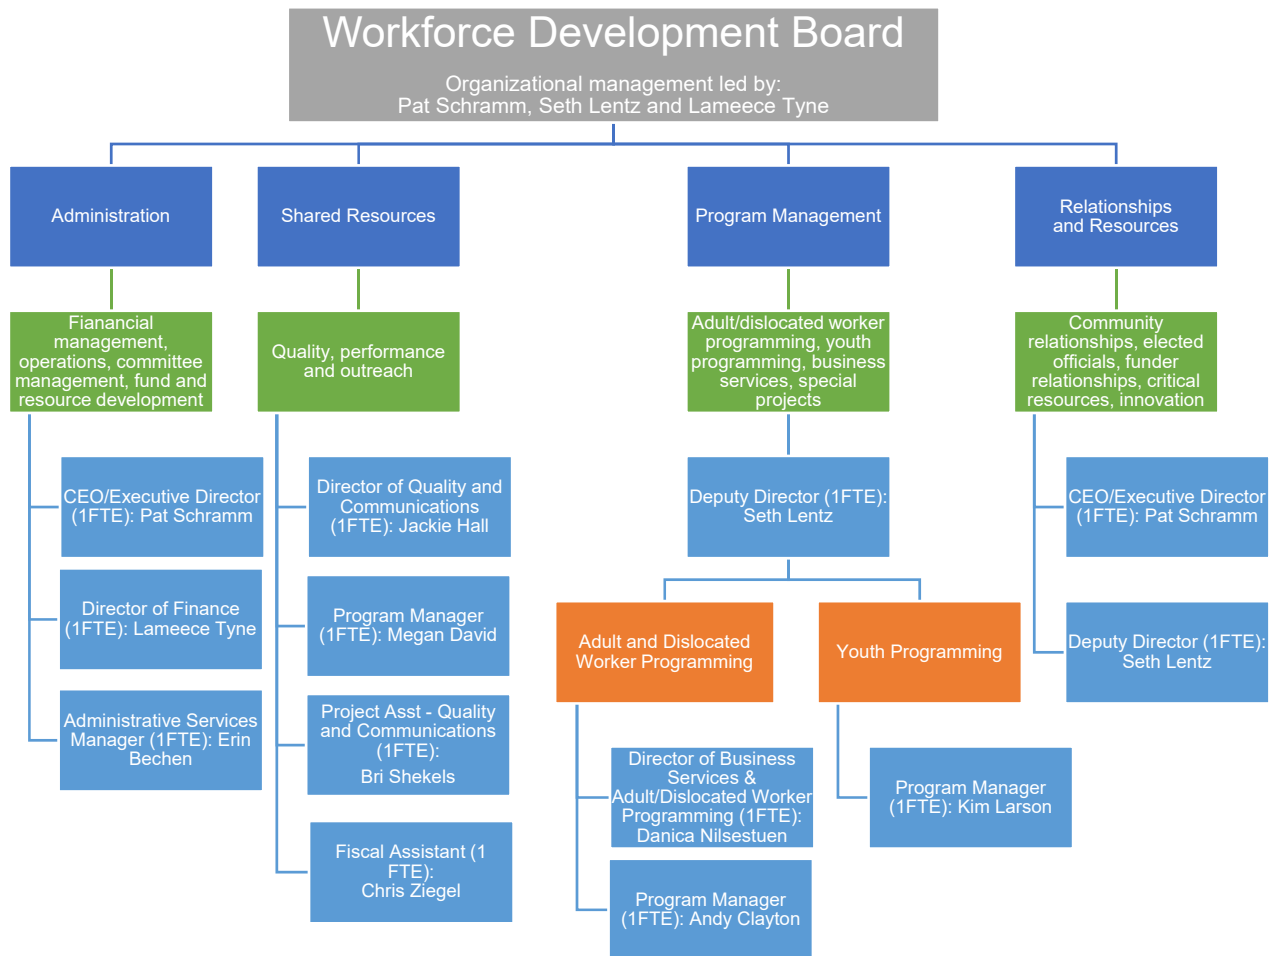 Workforce Development Board
Organizational management led by:
Pat Schramm, Seth Lentz and Lameece Tyne
Administration
Shared Resources
Program Management
Relationships
and Resources
Fianancial
management,
operations, committee
management, fund and
resource development
Quality, performance
and outreach
Adult/dislocated worker
programming, youth
programming, business
services, special
projects
Community
relationships, elected
officials, funder
relationships, critical
resources, innovation
CEO/Executive Director
(1FTE): Pat Schramm
Director of Finance
(1FTE): Lameece Tyne
Administrative Services
Manager (1FTE): Erin
Bechen
Director of Quality and
Communications
(1FTE): Jackie Hall
Program Manager
(1FTE): Megan David
Project Asst - Quality
and Communications
(1FTE):
Bri Shekels
Fiscal Assistant (1
FTE):
Chris Ziegel
Deputy Director (1FTE):
Seth Lentz
Adult and Dislocated
Worker Programming
Director of Business
Services &
Adult/Dislocated Worker
Programming (1FTE):
Danica Nilsestuen
Program Manager
(1FTE): Andy Clayton
Youth Programming
Program Manager
(1FTE): Kim Larson
CEO/Executive Director
(1FTE): Pat Schramm
Deputy Director (1FTE):
Seth Lentz